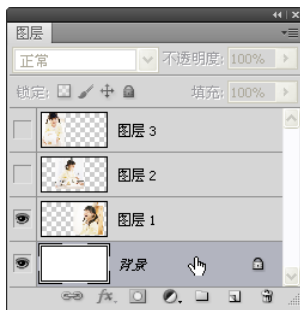 图层
正常 不透明度: 100%
锁定: 填充: 100%
图层 3
图层 2
图层 1
背景
fx.